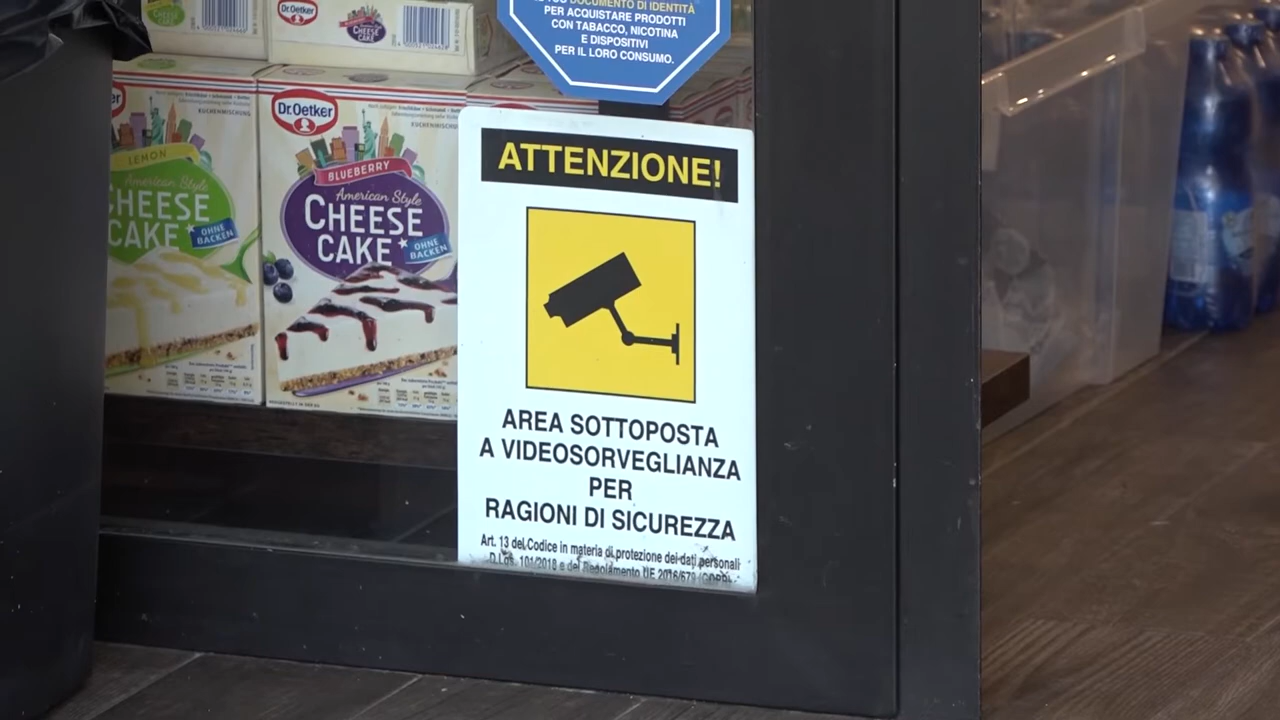 DOCUMENTO DI IDENTITÀ
PER ACQUISTARE PRODOTTI
CON TABACCO, NICOTINA
E DISPOSITIVI
PER IL LORO CONSUMO.
Dr. Oetker
CHEESE
CAKE
LEMON
American Style
CHEESE
CAKE
OHNE
BACKEN
KUCHENMISCHUNG
Dr. Oetker
BLUEBERRY
American Style
CHEESE
CAKE
OHNE
BACKEN
ATTENZIONE!
AREA SOTTOPOSTA
A VIDEOSORVEGLIANZA
PER
RAGIONI DI SICUREZZA
Art. 13 del Codice in materia di protezione dei dati personali
D.Lgs. 101/2018 e del Regolamento UE 2016/679 (GDPR)